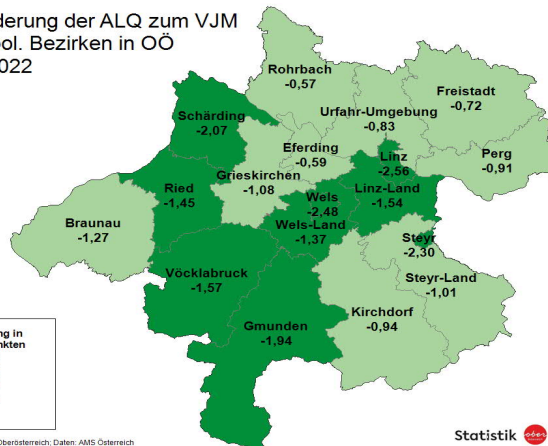 derung der ALQ zum VJM
pol. Bezirken in OÖ
2022
Rohrbach
-0,57
Freistadt
-0,72
Schärding
-2,07
Urfahr-Umgebung
-0,83
Eferding
-0,59
Linz
-2,56
Perg
-0,91
Grieskirchen
-1,08
Ried
-1,45
Linz-Land
-1,54
Wels
-2,48
Wels-Land
-1,37
Braunau
-1,27
Steyr
-2,30
Vöcklabruck
-1,57
Steyr-Land
-1,01
Kirchdorf
-0,94
Gmunden
-1,94
ng in
nkten
Oberösterreich; Daten: AMS Österreich
Statistik